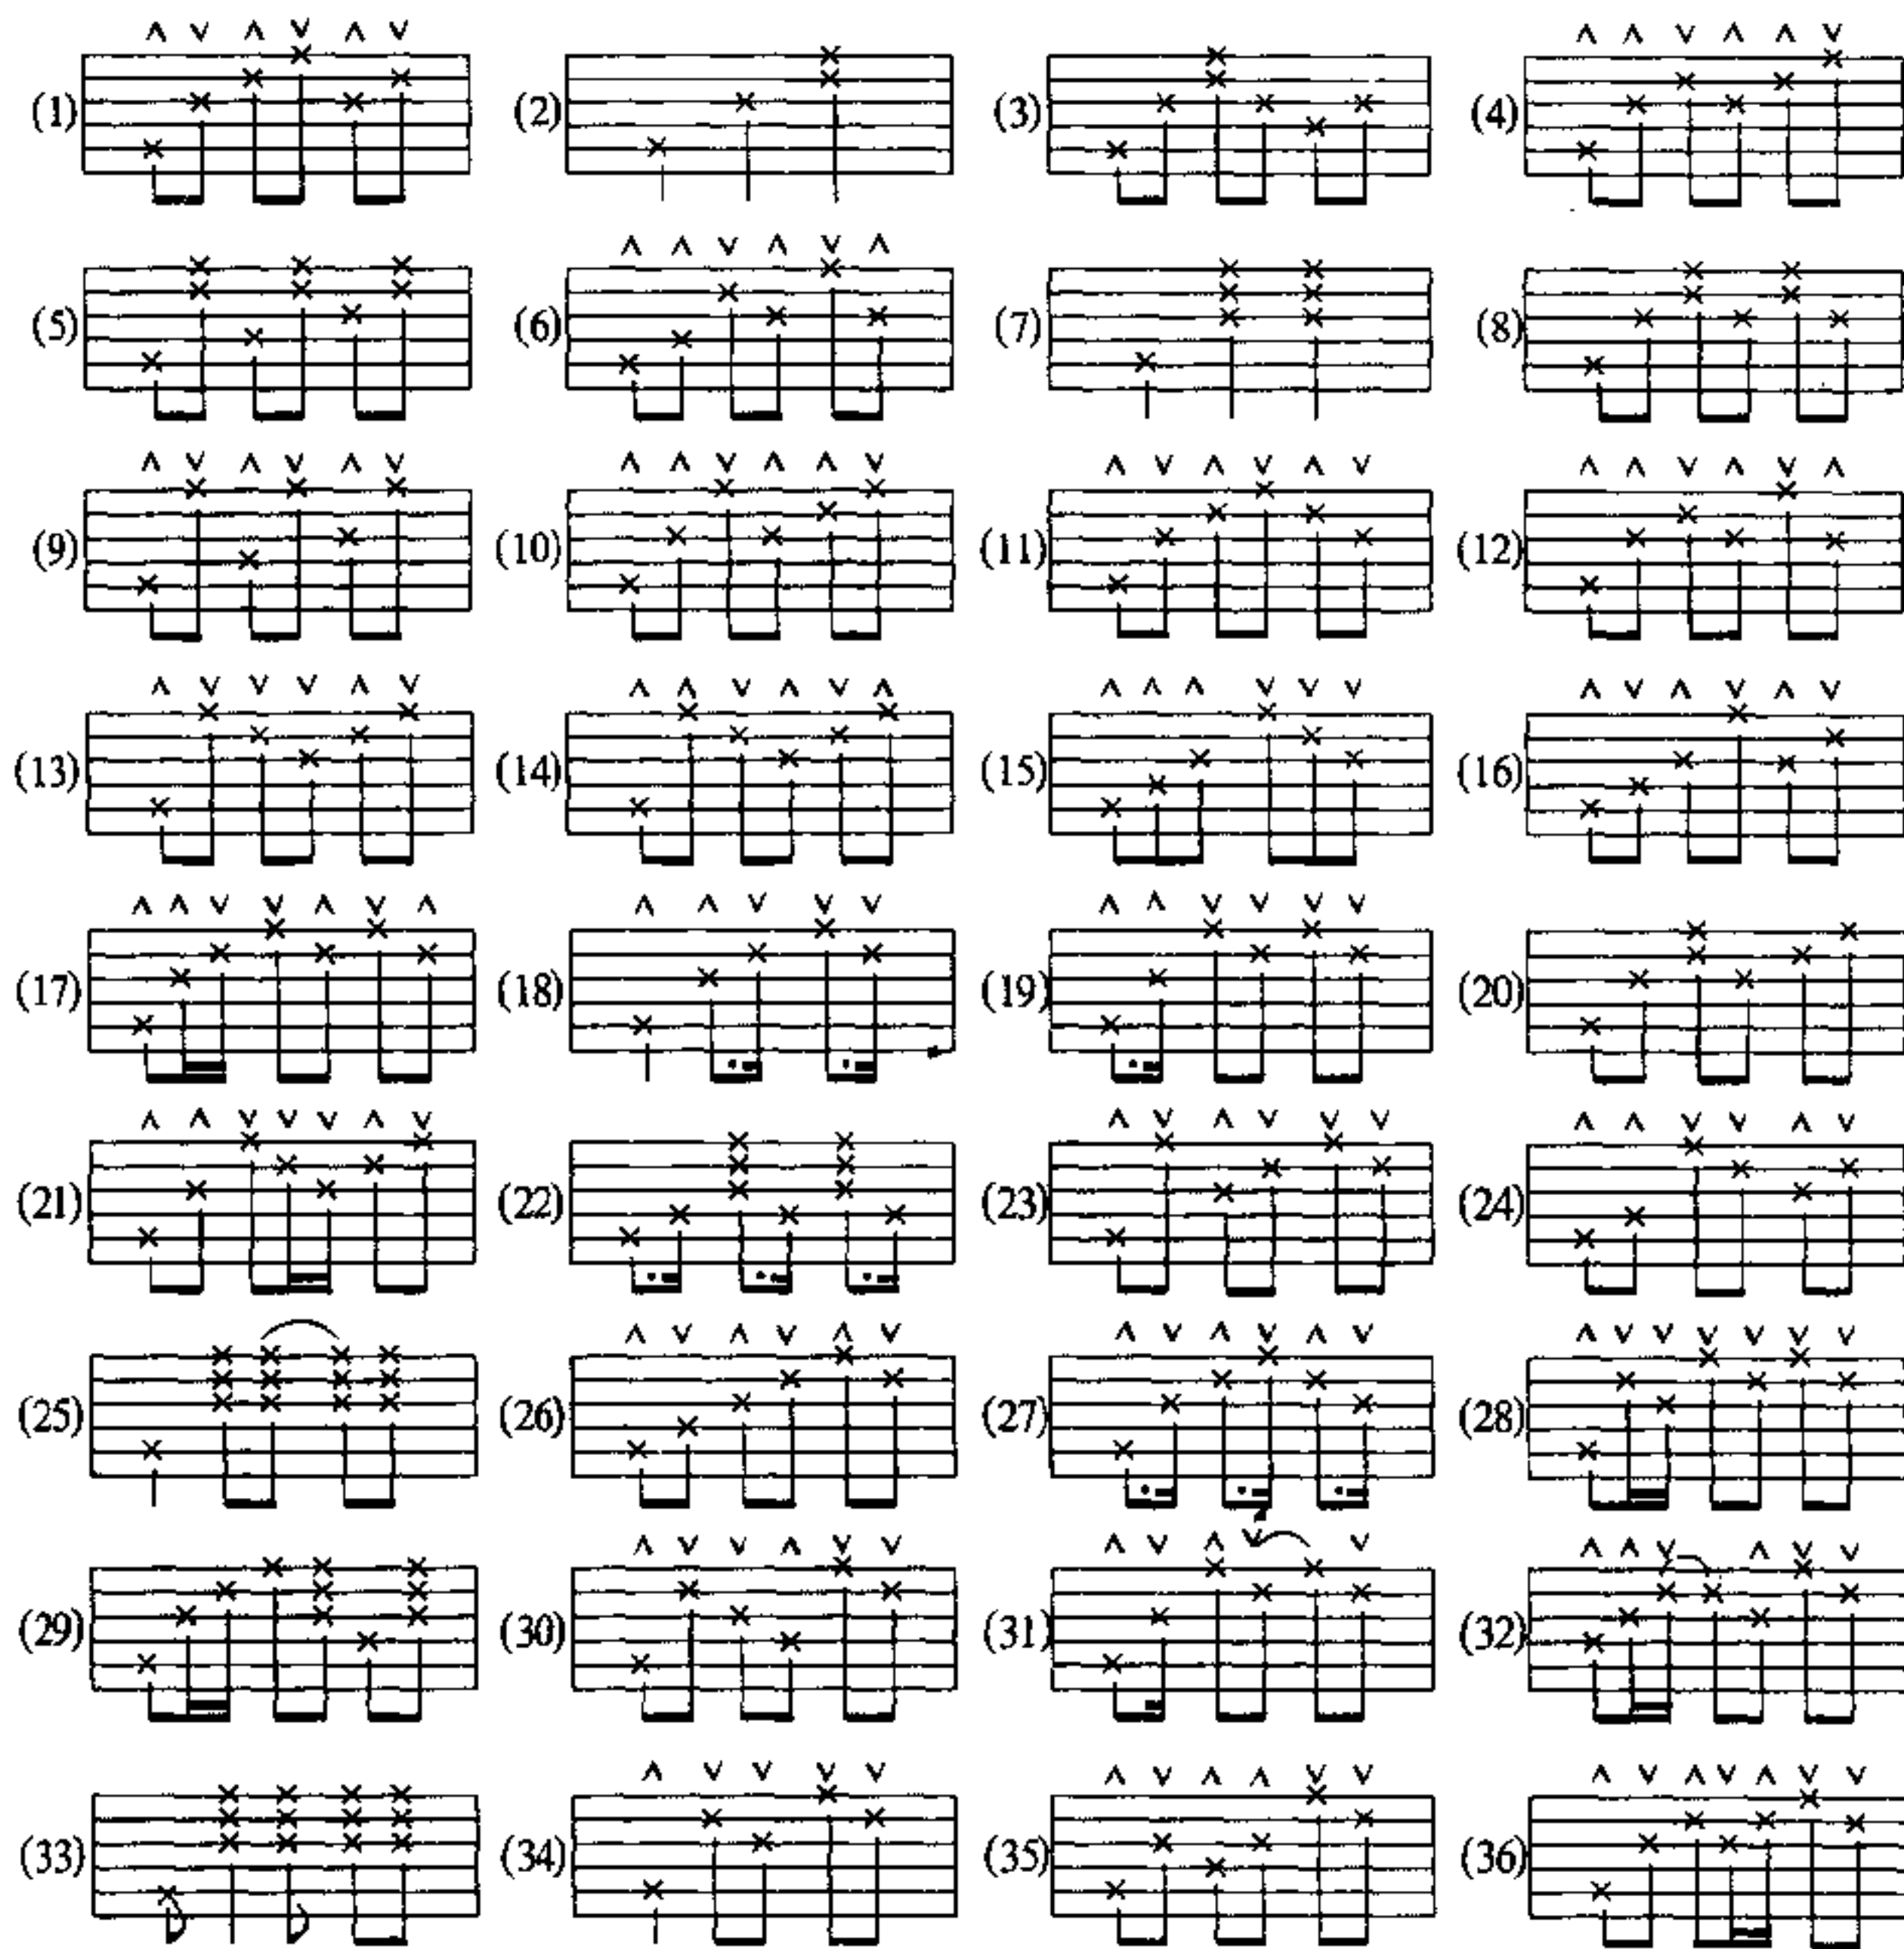 (1) (2) (3) (4)
(5) (6) (7) (8)
(9) (10) (11) (12)
(13) (14) (15) (16)
(17) (18) (19) (20)
(21) (22) (23) (24)
(25) (26) (27) (28)
(29) (30) (31) (32)
(33) (34) (35) (36)